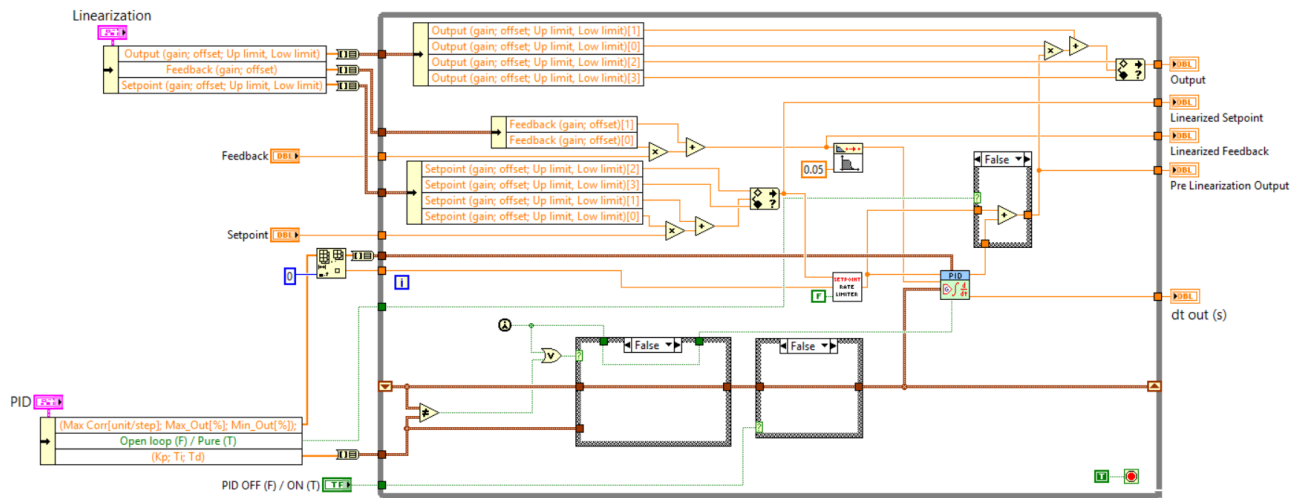 Linearization
Output (gain; offset; Up limit, Low limit)
Feedback (gain; offset)
Setpoint (gain; offset; Up limit, Low limit)
Output (gain; offset; Up limit, Low limit)[1]
Output (gain; offset; Up limit, Low limit)[0]
Output (gain; offset; Up limit, Low limit)[2]
Output (gain; offset; Up limit, Low limit)[3]
DBL
Output
DBL
Linearized Setpoint
DBL
Linearized Feedback
DBL
Pre Linearization Output
Feedback (gain; offset)[1]
Feedback (gain; offset)[0]
Feedback
DBL
0.05
False
Setpoint (gain; offset; Up limit, Low limit)[2]
Setpoint (gain; offset; Up limit, Low limit)[3]
Setpoint (gain; offset; Up limit, Low limit)[1]
Setpoint (gain; offset; Up limit, Low limit)[0]
Setpoint
DBL
0
i
SETPOINT
RATE
LIMITER
F
PID
DBL
dt out (s)
False
False
PID
(Max Corr[unit/step]; Max_Out[%]; Min_Out[%]);
Open loop (F) / Pure (T)
(Kp; Ti; Td)
PID OFF (F) / ON (T)
TF
T